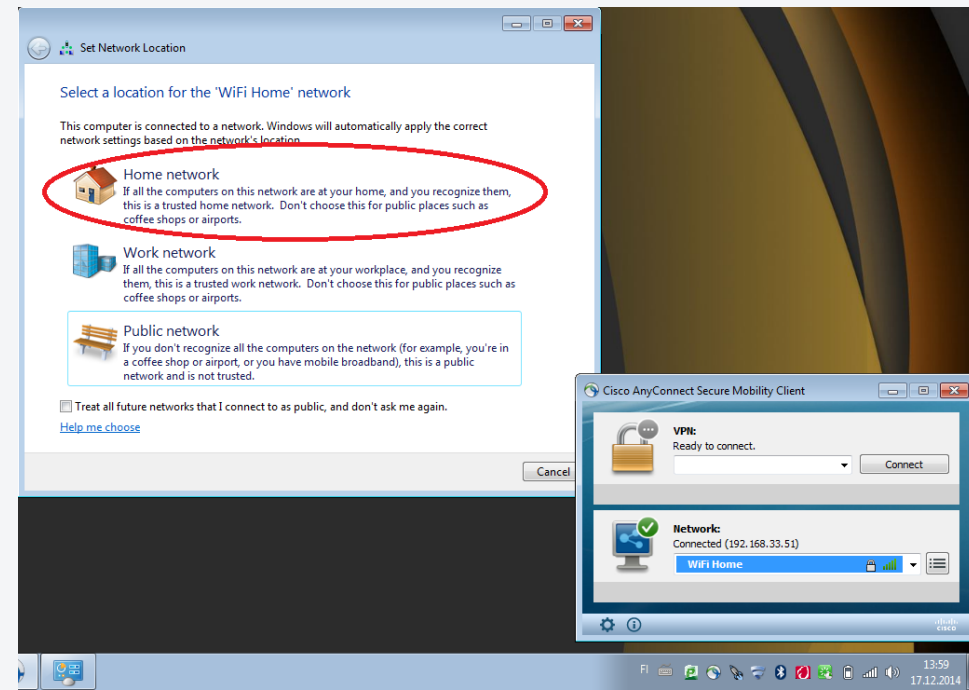 Set Network Location
Select a location for the 'WiFi Home' network
This computer is connected to a network. Windows will automatically apply the correct
network settings based on the network's location.
Home network
If all the computers on this network are at your home, and you recognize them,
this is a trusted home network. Don't choose this for public places such as
coffee shops or airports.
Work network
If all the computers on this network are at your workplace, and you recognize
them, this is a trusted work network. Don't choose this for public places such as
coffee shops or airports.
Public network
If you don't recognize all the computers on the network (for example, you're in
a coffee shop or airport, or you have mobile broadband), this is a public
network and is not trusted.
Treat all future networks that I connect to as public, and don't ask me again.
Help me choose
Cancel
Cisco AnyConnect Secure Mobility Client
VPN:
Ready to connect.
Connect
Network:
Connected (192.168.33.51)
WiFi Home
CISCO
FI
13:59
17.12.2014